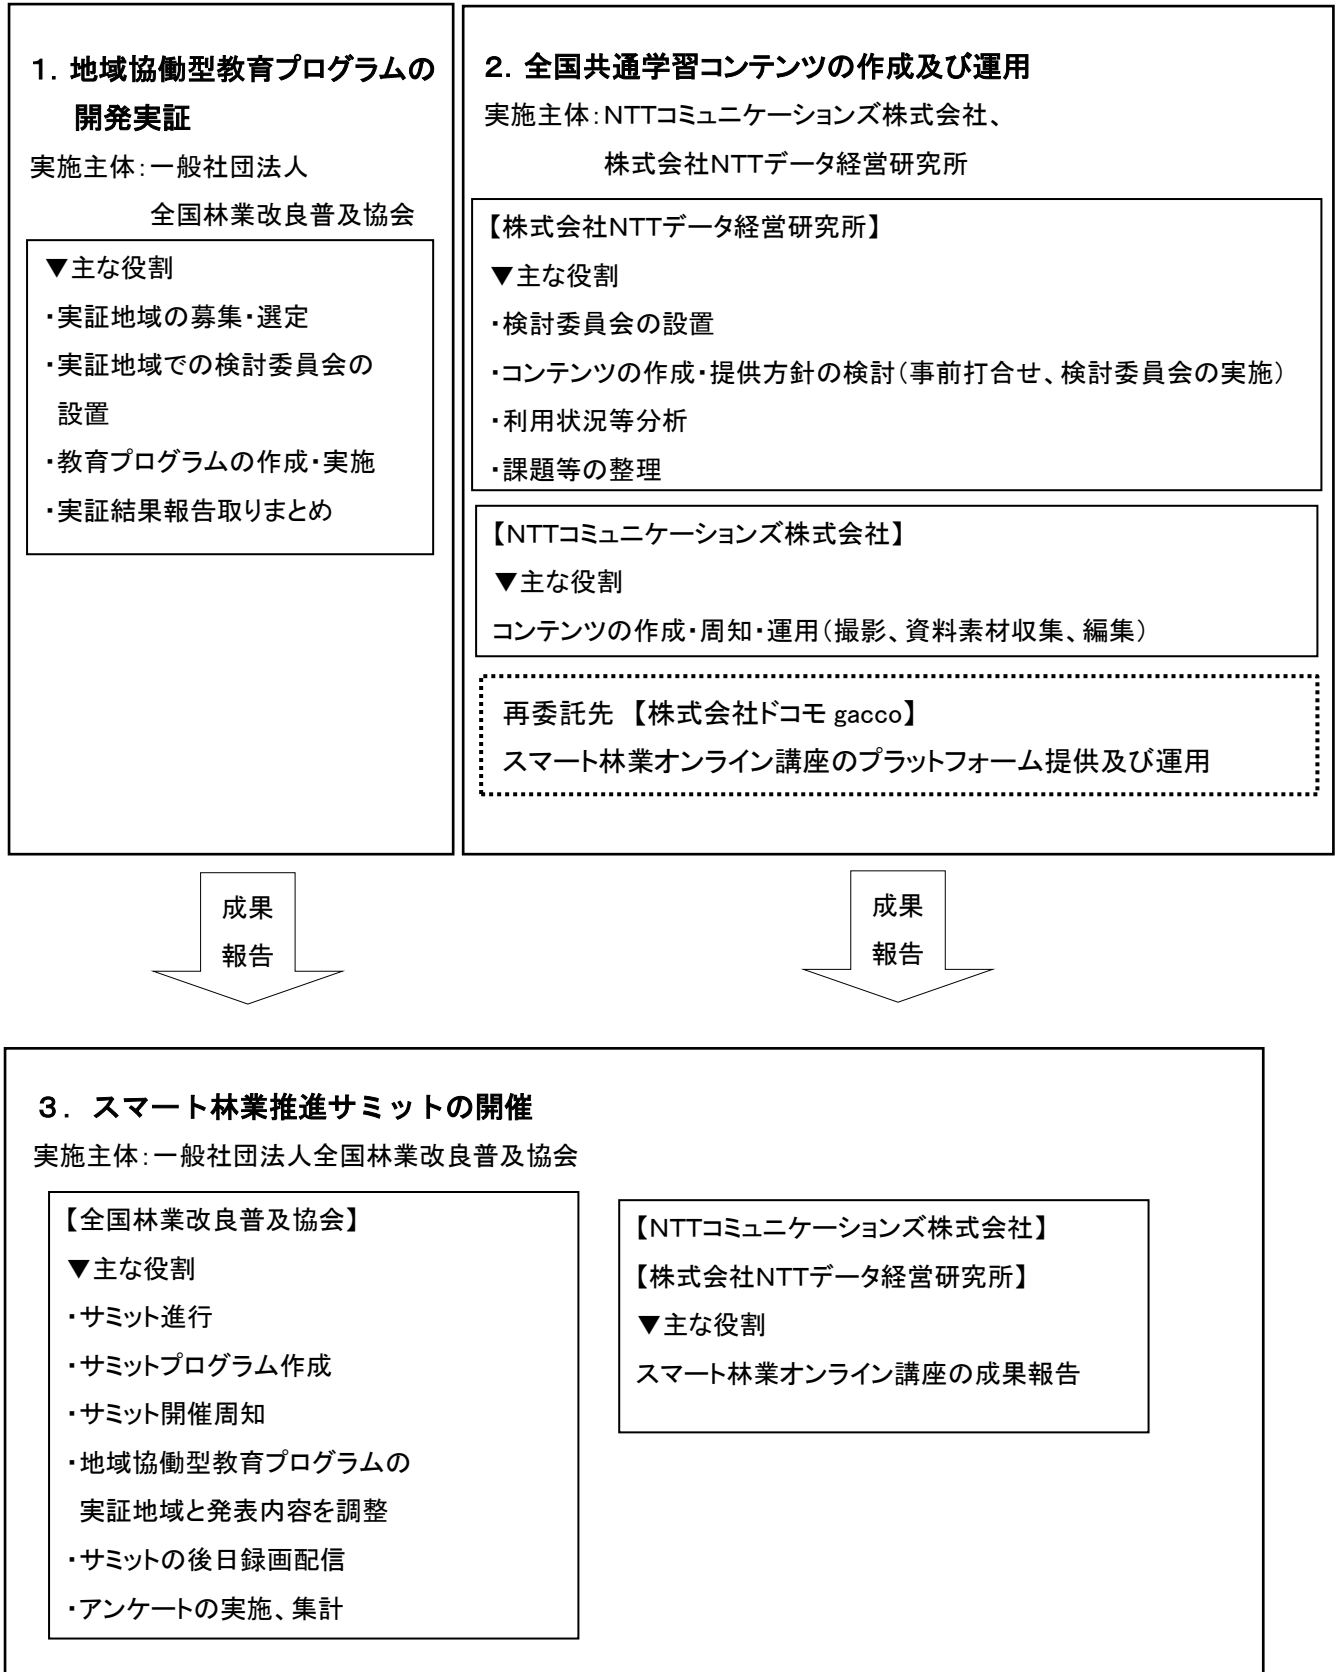 １．地域協働型教育プログラムの
開発実証
実施主体：一般社団法人
全国林業改良普及協会
▼主な役割
・実証地域の募集・選定
・実証地域での検討委員会の
設置
・教育プログラムの作成・実施
・実証結果報告取りまとめ
２．全国共通学習コンテンツの作成及び運用
実施主体：NTTコミュニケーションズ株式会社、
株式会社NTTデータ経営研究所
【株式会社NTTデータ経営研究所】
▼主な役割
・検討委員会の設置
・コンテンツの作成・提供方針の検討（事前打合せ、検討委員会の実施）
・利用状況等分析
・課題等の整理
【NTTコミュニケーションズ株式会社】
▼主な役割
コンテンツの作成・周知・運用（撮影、資料素材収集、編集）
再委託先 【株式会社ドコモ gacco】
スマート林業オンライン講座のプラットフォーム提供及び運用
成果
報告
成果
報告
３．スマート林業推進サミットの開催
実施主体：一般社団法人全国林業改良普及協会
【全国林業改良普及協会】
▼主な役割
・サミット進行
・サミットプログラム作成
・サミット開催周知
・地域協働型教育プログラムの
実証地域と発表内容を調整
・サミットの後日録画配信
・アンケートの実施、集計
【NTTコミュニケーションズ株式会社】
【株式会社NTTデータ経営研究所】
▼主な役割
スマート林業オンライン講座の成果報告